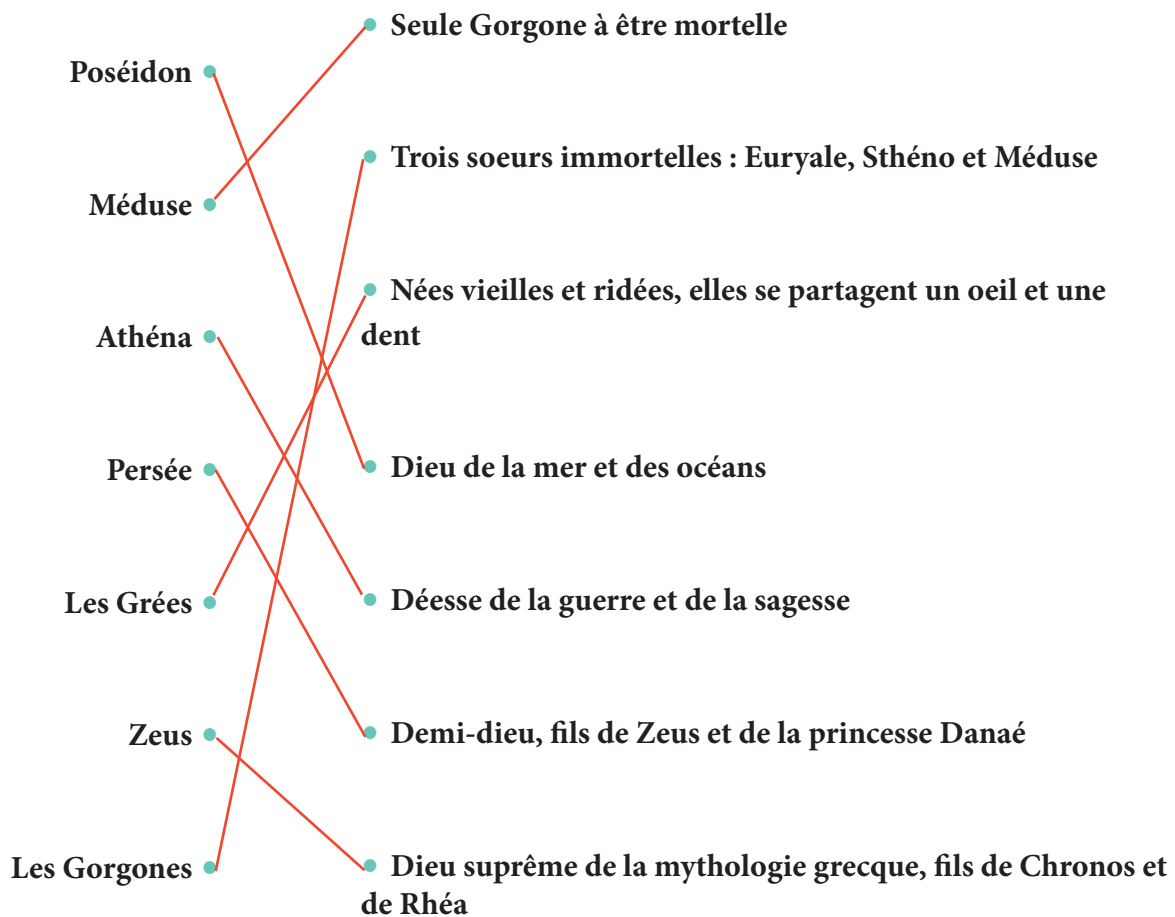 Poséidon
Méduse
Athéna
Persée
Les Grées
Zeus
Les Gorgones
Seule Gorgone à être mortelle
Trois soeurs immortelles : Euryale, Sthéno et Méduse
Nées vieilles et ridées, elles se partagent un oeil et une
dent
Dieu de la mer et des océans
Déesse de la guerre et de la sagesse
Demi-dieu, fils de Zeus et de la princesse Danaé
Dieu suprême de la mythologie grecque, fils de Chronos et
de Rhéa